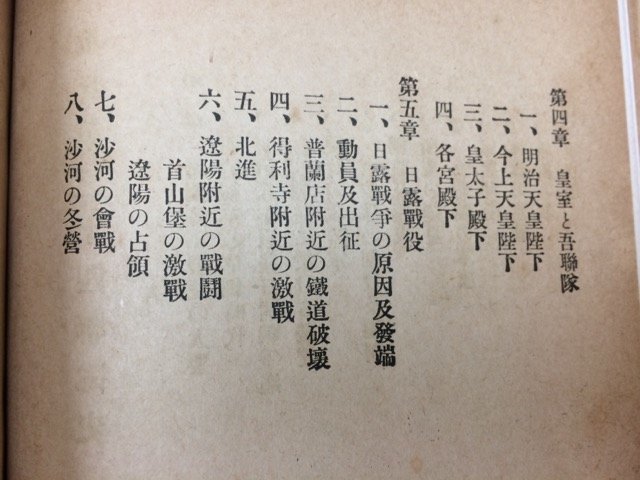 第四章 皇室と吾聯隊
一、明治天皇陛下
二、今上天皇陛下
三、皇太子殿下
四、各宮殿下
第五章 日露戰役
一、日露戰爭の原因及發端
二、動員及出征
三、普蘭店附近の鐵道破壞
四、得利寺附近の激戰
五、北進
六、遼陽附近の戰鬪
首山堡の激戰
遼陽の占領
七、沙河の會戰
八、沙河の冬營